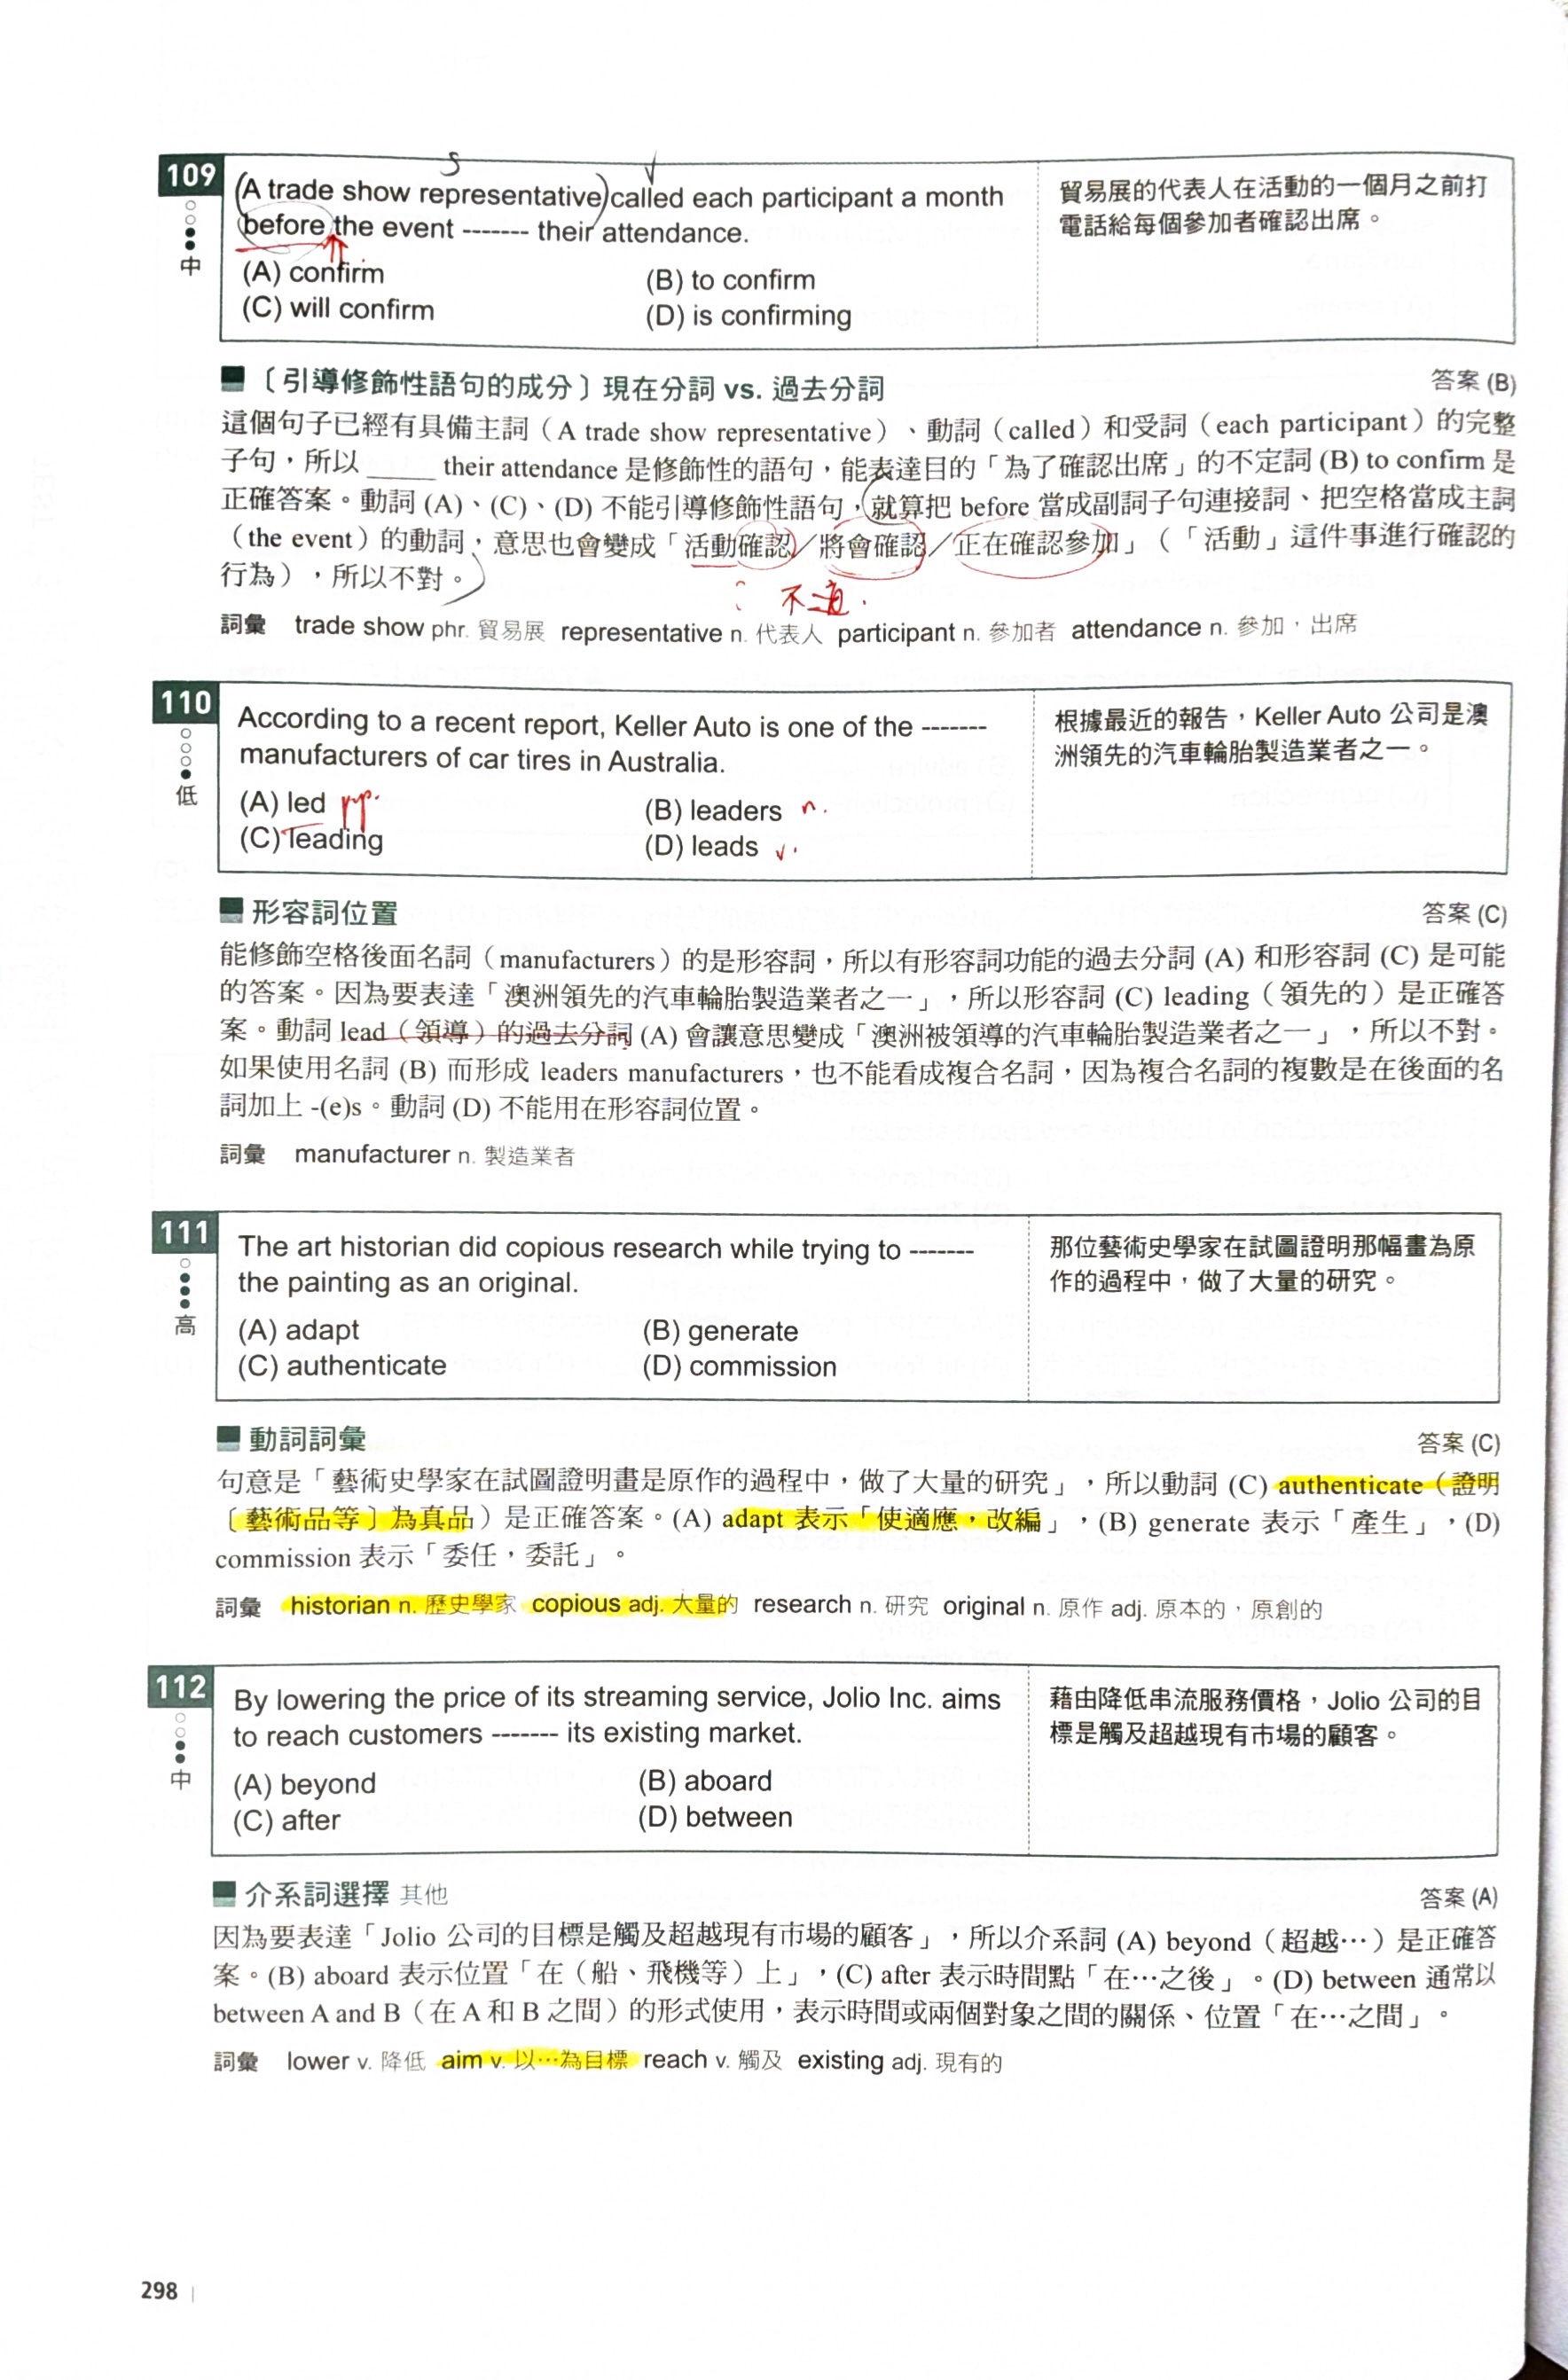 S V
109
A trade show representative called each participant a month
before the event ------- their attendance.
中
(A) confirm
(B) to confirm
(C) will confirm
(D) is confirming
貿易展的代表人在活動的一個月之前打
電話給每個參加者確認出席。
〔引導修飾性語句的成分〕現在分詞 vs. 過去分詞
答案 (B)
這個句子已經有具備主詞（A trade show representative）、動詞（called）和受詞（each participant）的完整
子句，所以 _____ their attendance 是修飾性的語句，能表達目的「為了確認出席」的不定詞 (B) to confirm 是
正確答案。動詞 (A)、(C)、(D) 不能引導修飾性語句，就算把 before 當成副詞子句連接詞、把空格當成主詞
（the event）的動詞，意思也會變成「活動確認／將會確認／正在確認參加」（「活動」這件事進行確認的
行為），所以不對。
詞彙 trade show phr. 貿易展 representative n. 代表人 participant n. 參加者 attendance n. 參加，出席
110
According to a recent report, Keller Auto is one of the -------
manufacturers of car tires in Australia.
低
(A) led p.p.
(B) leaders n.
(C) leading
(D) leads v.
根據最近的報告，Keller Auto 公司是澳
洲領先的汽車輪胎製造業者之一。
形容詞位置
答案 (C)
能修飾空格後面名詞（manufacturers）的是形容詞，所以有形容詞功能的過去分詞 (A) 和形容詞 (C) 是可能
的答案。因為要表達「澳洲領先的汽車輪胎製造業者之一」，所以形容詞 (C) leading（領先的）是正確答
案。動詞 lead（領導）的過去分詞 (A) 會讓意思變成「澳洲被領導的汽車輪胎製造業者之一」，所以不對。
如果使用名詞 (B) 而形成 leaders manufacturers，也不能看成複合名詞，因為複合名詞的複數是在後面的名
詞加上 -(e)s。動詞 (D) 不能用在形容詞位置。
詞彙 manufacturer n. 製造業者
111
The art historian did copious research while trying to -------
the painting as an original.
高
(A) adapt
(B) generate
(C) authenticate
(D) commission
那位藝術史學家在試圖證明那幅畫為原
作的過程中，做了大量的研究。
動詞詞彙
答案 (C)
句意是「藝術史學家在試圖證明畫是原作的過程中，做了大量的研究」，所以動詞 (C) authenticate（證明
〔藝術品等〕為真品）是正確答案。(A) adapt 表示「使適應，改編」，(B) generate 表示「產生」，(D)
commission 表示「委任，委託」。
詞彙 historian n. 歷史學家 copious adj. 大量的 research n. 研究 original n. 原作 adj. 原本的，原創的
112
By lowering the price of its streaming service, Jolio Inc. aims
to reach customers ------- its existing market.
中
(A) beyond
(B) aboard
(C) after
(D) between
藉由降低串流服務價格，Jolio 公司的目
標是觸及超越現有市場的顧客。
介系詞選擇 其他
答案 (A)
因為要表達「Jolio 公司的目標是觸及超越現有市場的顧客」，所以介系詞 (A) beyond（超越…）是正確答
案。(B) aboard 表示位置「在（船、飛機等）上」，(C) after 表示時間點「在…之後」。(D) between 通常以
between A and B（在 A 和 B 之間）的形式使用，表示時間或兩個對象之間的關係、位置「在…之間」。
詞彙 lower v. 降低 aim v. 以…為目標 reach v. 觸及 existing adj. 現有的
298